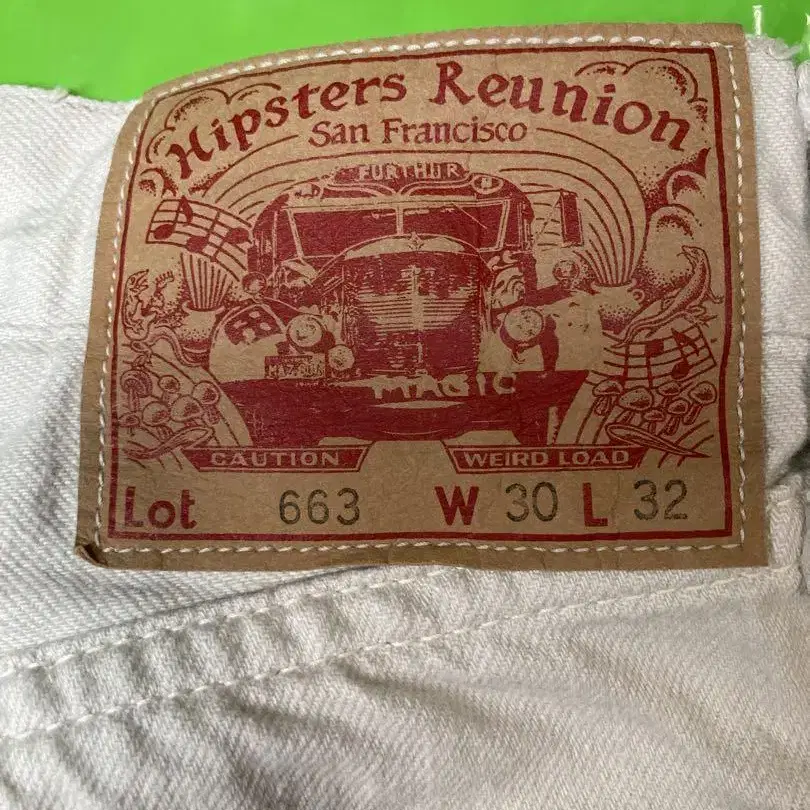 Hipsters Reunion
San Francisco
FURTHUR
MAGIC
CAUTION WEIRD LOAD
Lot 663 W 30 L 32